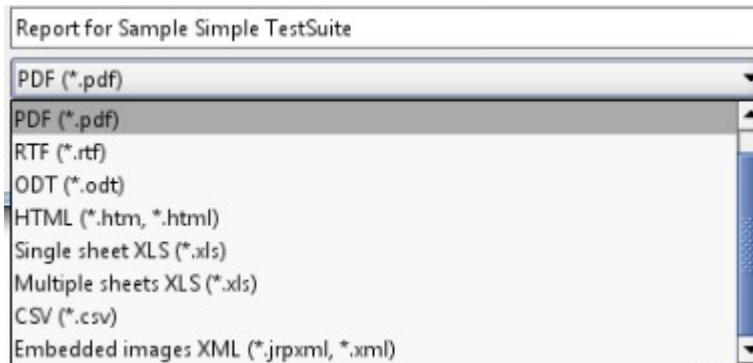 Report for Sample Simple TestSuite
PDF (*.pdf)
PDF (*.pdf)
RTF (*.rtf)
ODT (*.odt)
HTML (*.htm, *.html)
Single sheet XLS (*.xls)
Multiple sheets XLS (*.xls)
CSV (*.csv)
Embedded images XML (*.jrpxml, *.xml)